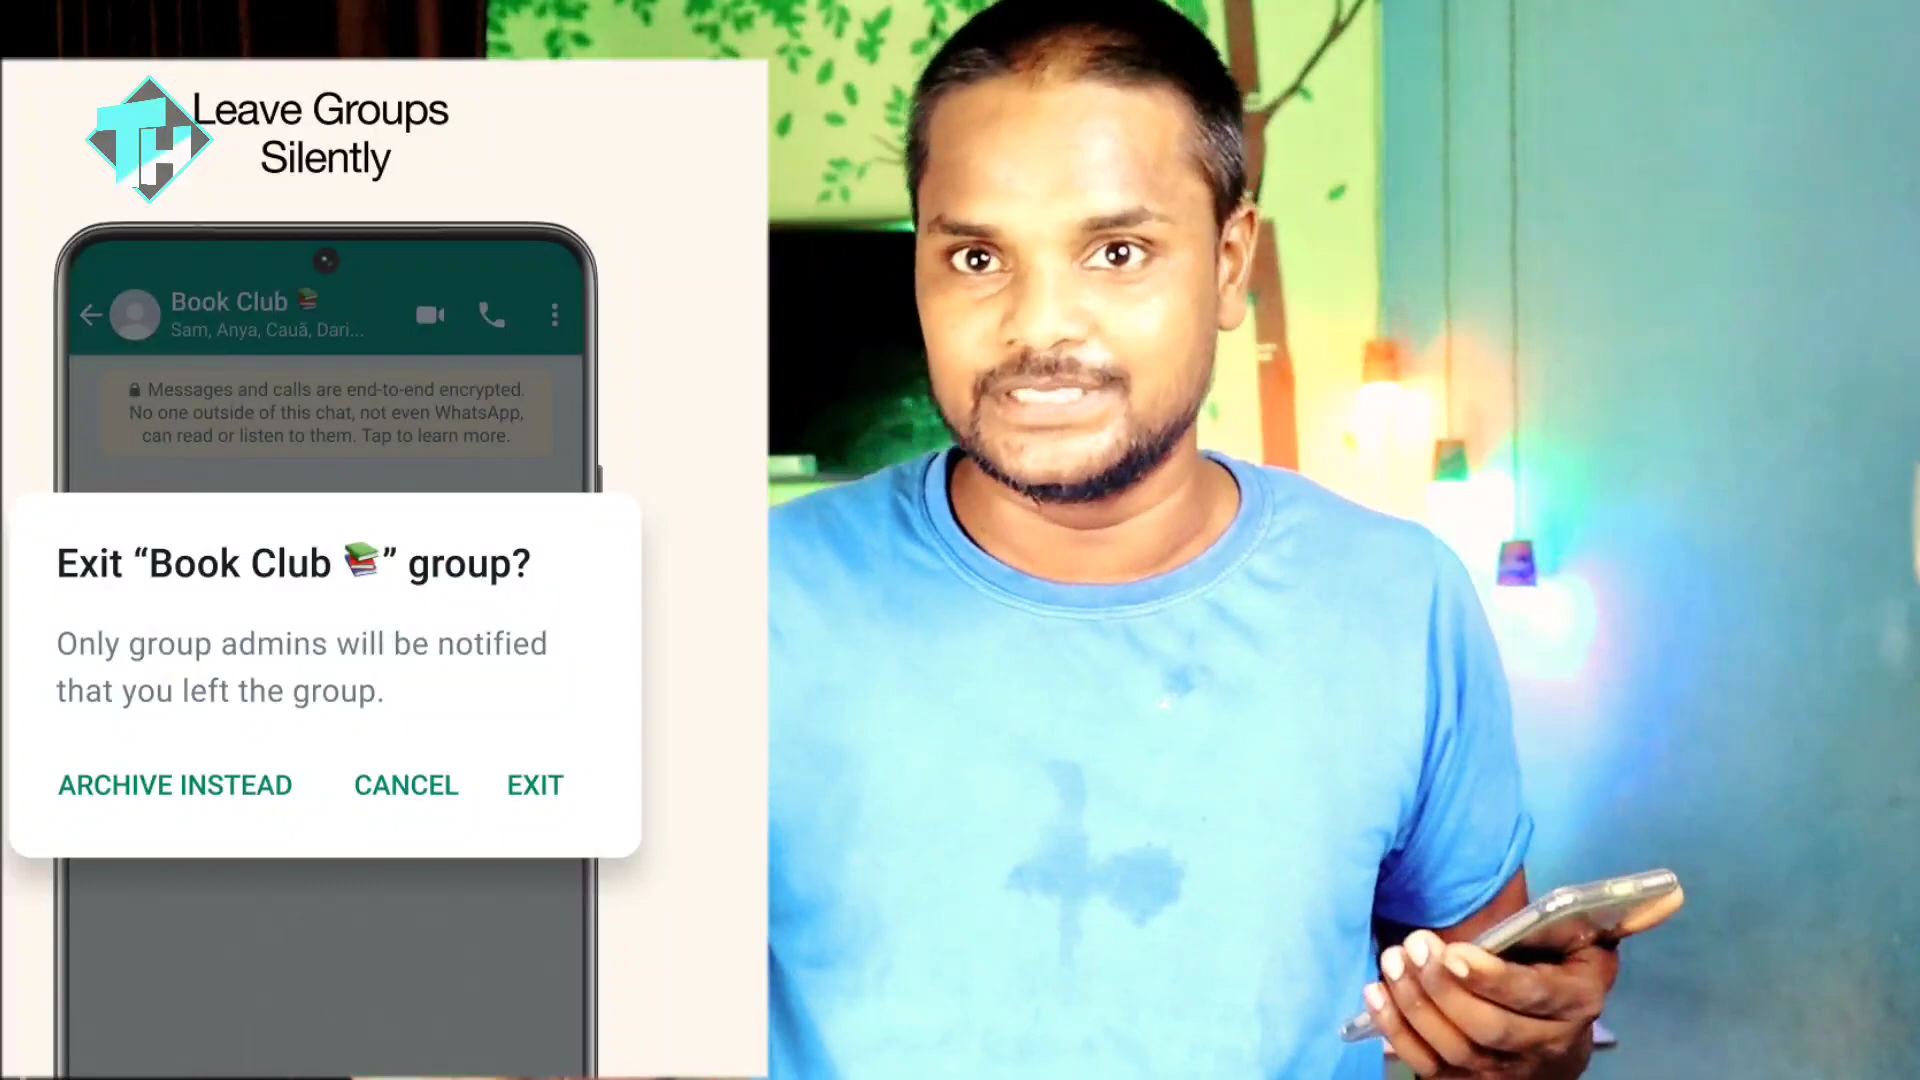 TH
Leave Groups
Silently
Book Club 📚
Sam, Anya, Cauã, Dari...
Messages and calls are end-to-end encrypted.
No one outside of this chat, not even WhatsApp,
can read or listen to them. Tap to learn more.
Exit “Book Club 📚” group?
Only group admins will be notified
that you left the group.
ARCHIVE INSTEAD CANCEL EXIT